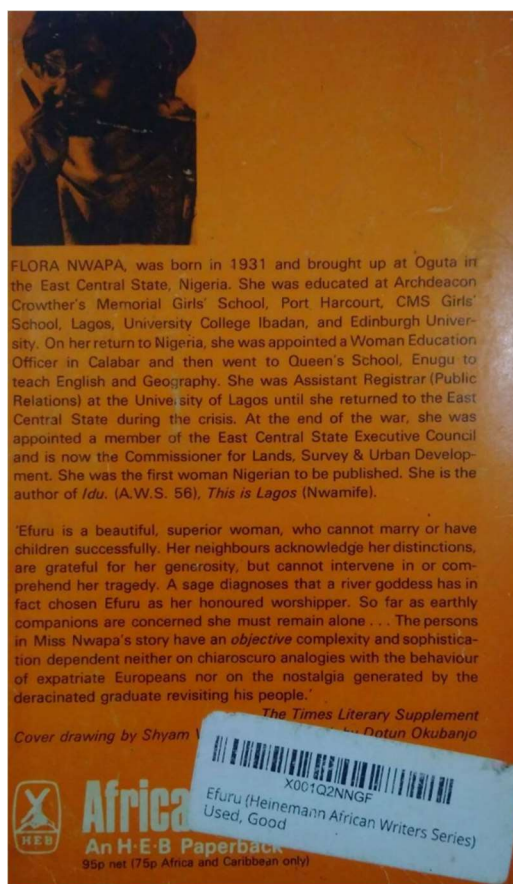 FLORA NWAPA, was born in 1931 and brought up at Oguta in
the East Central State, Nigeria. She was educated at Archdeacon
Crowther's Memorial Girls' School, Port Harcourt, CMS Girls'
School, Lagos, University College Ibadan, and Edinburgh Univer-
sity. On her return to Nigeria, she was appointed a Woman Education
Officer in Calabar and then went to Queen's School, Enugu to
teach English and Geography. She was Assistant Registrar (Public
Relations) at the University of Lagos until she returned to the East
Central State during the crisis. At the end of the war, she was
appointed a member of the East Central State Executive Council
and is now the Commissioner for Lands, Survey & Urban Develop-
ment. She was the first woman Nigerian to be published. She is the
author of Idu. (A.W.S. 56), This is Lagos (Nwamife).
'Efuru is a beautiful, superior woman, who cannot marry or have
children successfully. Her neighbours acknowledge her distinctions,
are grateful for her generosity, but cannot intervene in or com-
prehend her tragedy. A sage diagnoses that a river goddess has in
fact chosen Efuru as her honoured worshipper. So far as earthly
companions are concerned she must remain alone . . . The persons
in Miss Nwapa's story have an objective complexity and sophistica-
tion dependent neither on chiaroscuro analogies with the behaviour
of expatriate Europeans nor on the nostalgia generated by the
deracinated graduate revisiting his people.'
The Times Literary Supplement
Cover drawing by Shyam by Dotun Okubanjo
X001Q2NNGF
Efuru (Heinemann African Writers Series)
Used, Good
HEB
Africa
An H·E·B Paperback
95p net (75p Africa and Caribbean only)